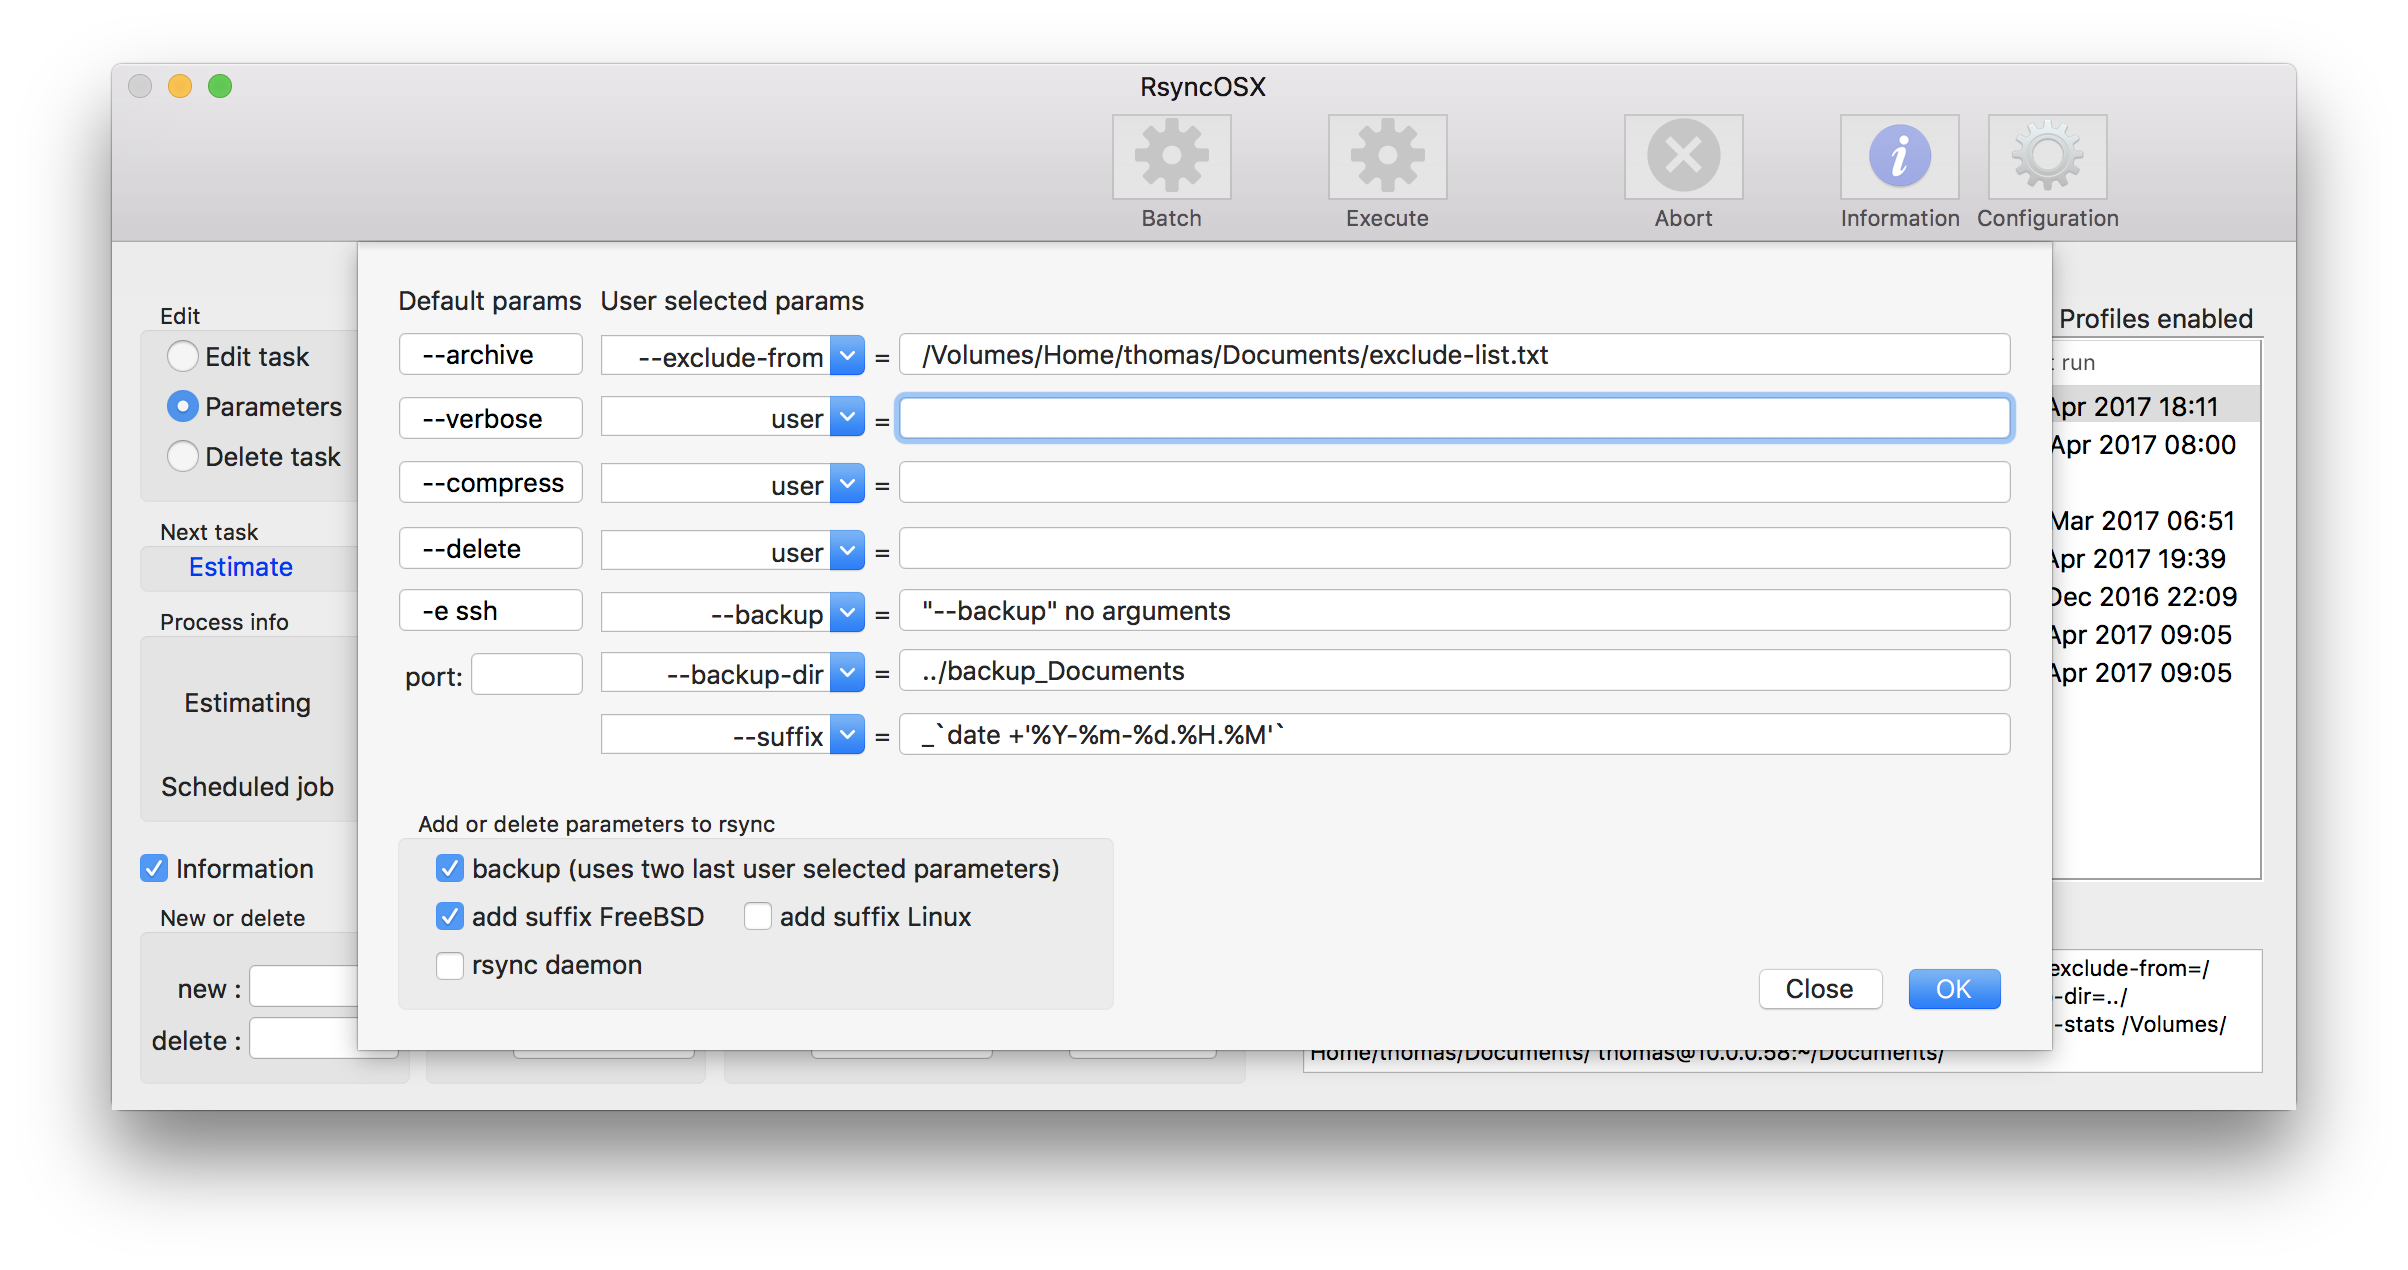 RsyncOSX
Batch
Execute
Abort
Information
Configuration
Edit
Edit task
Parameters
Delete task
Next task
Estimate
Process info
Estimating
Scheduled job
Information
New or delete
new :
delete :
Default params User selected params
--archive --exclude-from = /Volumes/Home/thomas/Documents/exclude-list.txt
--verbose user =
--compress user =
--delete user =
-e ssh --backup = "--backup" no arguments
port: --backup-dir = ../backup_Documents
--suffix = _`date +'%Y-%m-%d.%H.%M'`
Add or delete parameters to rsync
backup (uses two last user selected parameters)
add suffix FreeBSD add suffix Linux
rsync daemon
Close OK
Profiles enabled
run
Apr 2017 18:11
Apr 2017 08:00
Mar 2017 06:51
Apr 2017 19:39
Dec 2016 22:09
Apr 2017 09:05
Apr 2017 09:05
exclude-from=/
-dir=../
-stats /Volumes/
Home/thomas/Documents/ thomas@10.0.0.58:~/Documents/